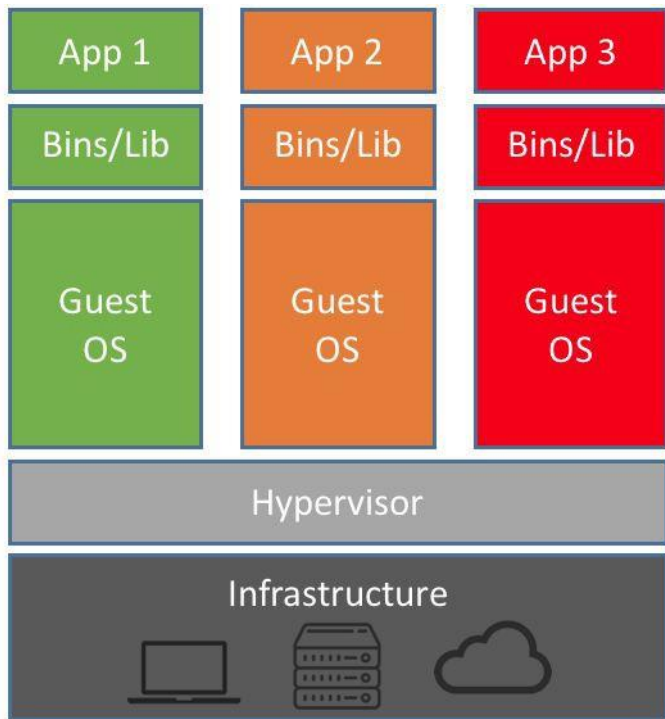 App 1
App 2
App 3
Bins/Lib
Bins/Lib
Bins/Lib
Guest
OS
Guest
OS
Guest
OS
Hypervisor
Infrastructure